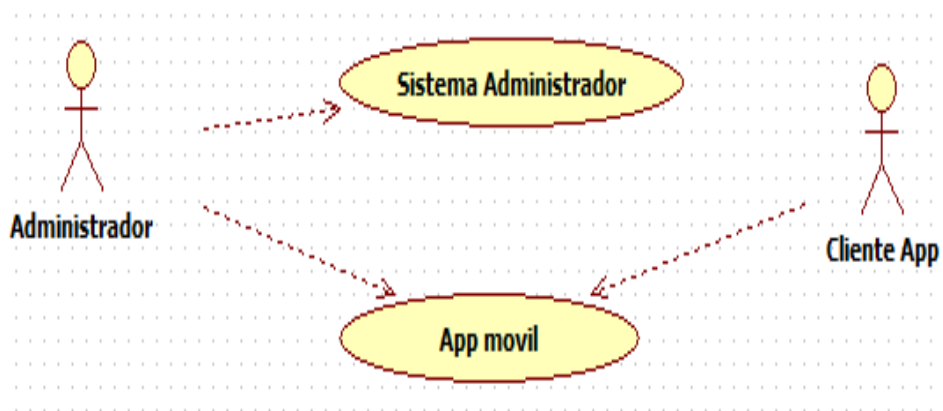 Sistema Administrador
Administrador
Cliente App
App movil